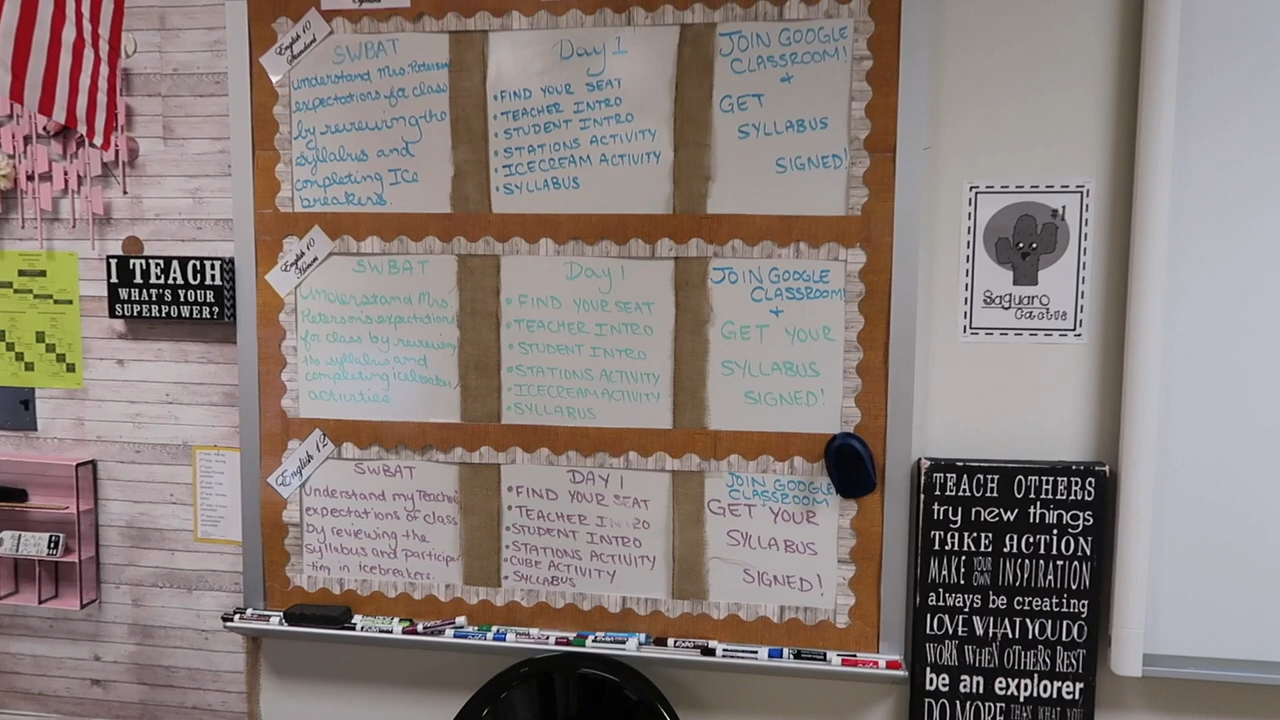 English 10
Standard
SWBAT
understand Mrs. Peterson
expectations for class
by reviewing the
syllabus and
completing Ice
breakers.
Day 1
• FIND YOUR SEAT
• TEACHER INTRO
• STUDENT INTRO
• STATIONS ACTIVITY
• ICECREAM ACTIVITY
• SYLLABUS
JOIN GOOGLE
CLASSROOM!
+
GET
SYLLABUS
SIGNED!
English 10
Honors
SWBAT
Understand Mrs.
Peterson's expectations
for class by reviewing
the syllabus and
completing icebreaker
activities
Day 1
• FIND YOUR SEAT
• TEACHER INTRO
• STUDENT INTRO
• STATIONS ACTIVITY
• ICECREAM ACTIVITY
• SYLLABUS
JOIN GOOGLE
CLASSROOM!
+
GET YOUR
SYLLABUS
SIGNED!
English 12
SWBAT
Understand my Teacher
expectations of class
by reviewing the
syllabus and participa-
ting in icebreakers.
DAY 1
• FIND YOUR SEAT
• TEACHER INTRO
• STUDENT INTRO
• STATIONS ACTIVITY
• CUBE ACTIVITY
• SYLLABUS
JOIN GOOGLE
CLASSROOM
GET YOUR
SYLLABUS
SIGNED!
I TEACH
WHAT'S YOUR
SUPERPOWER?
#1
Saguaro
Cactus
TEACH OTHERS
try new things
TAKE ACTION
MAKE YOUR OWN INSPIRATION
always be creating
LOVE WHAT YOU DO
WORK WHEN OTHERS REST
be an explorer
DO MORE THAN WHAT YOU